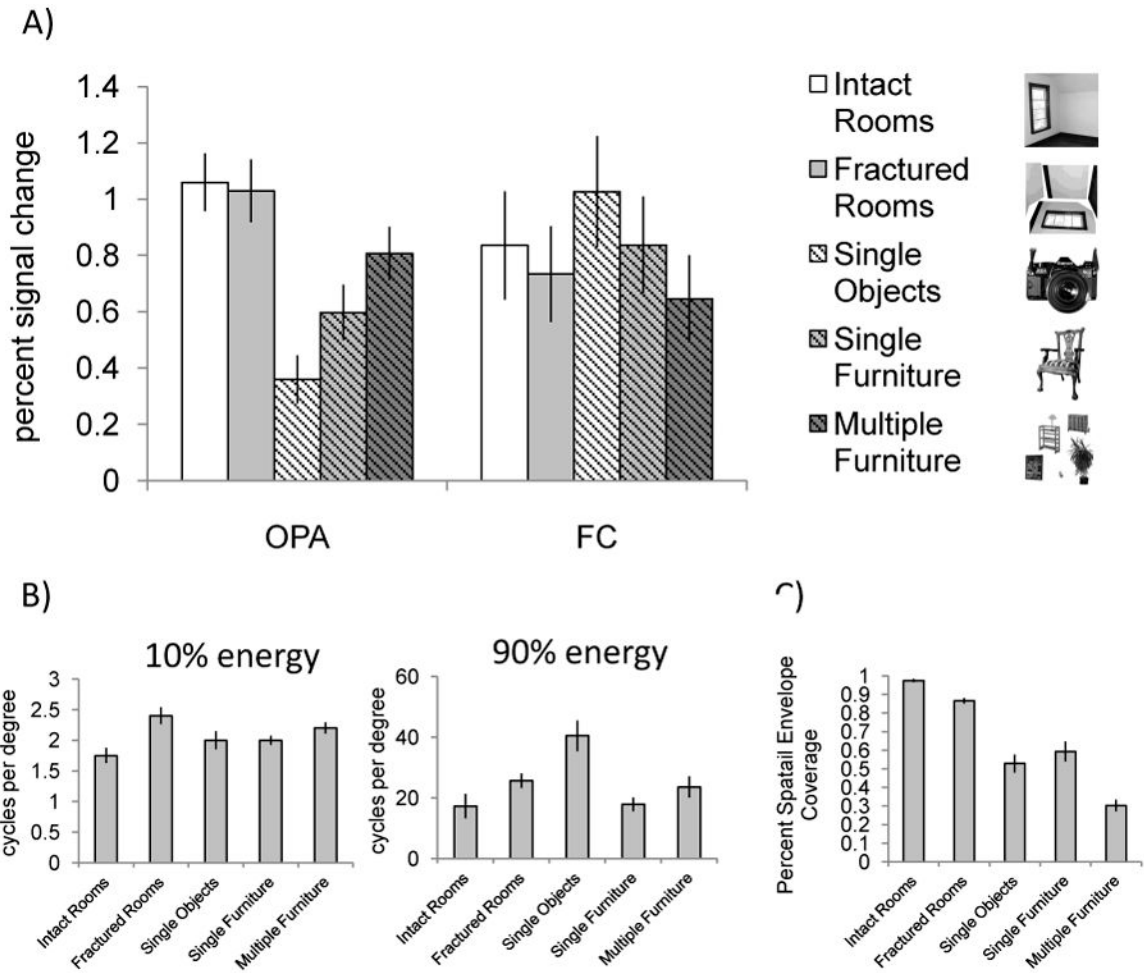 A)
percent signal change
1.4
1.2
1
0.8
0.6
0.4
0.2
0
OPA
FC
Intact
Rooms
Fractured
Rooms
Single
Objects
Single
Furniture
Multiple
Furniture
B)
10% energy
cycles per degree
3
2.5
2
1.5
1
0.5
0
Intact Rooms
Fractured Rooms
Single Objects
Single Furniture
Multiple Furniture
90% energy
cycles per degree
60
40
20
0
Intact Rooms
Fractured Rooms
Single Objects
Single Furniture
Multiple Furniture
C)
Percent Spatail Envelope
Coverage
1
0.9
0.8
0.7
0.6
0.5
0.4
0.3
0.2
0.1
0
Intact Rooms
Fractured Rooms
Single Objects
Single Furniture
Multiple Furniture